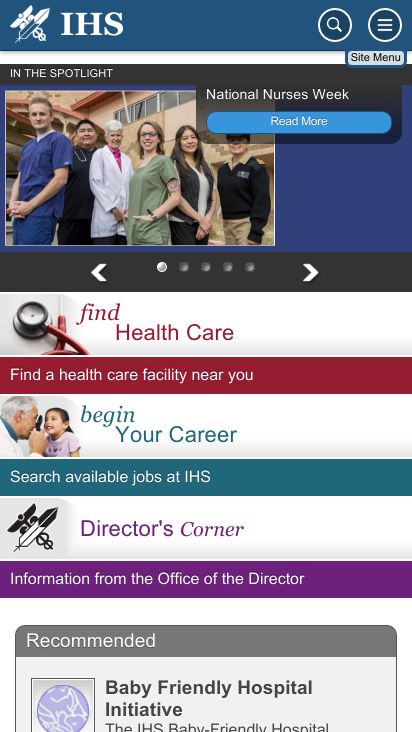 IHS
Site Menu
IN THE SPOTLIGHT
National Nurses Week
Read More
find
Health Care
Find a health care facility near you
begin
Your Career
Search available jobs at IHS
Director's Corner
Information from the Office of the Director
Recommended
Baby Friendly Hospital
Initiative
The IHS Baby-Friendly Hospital